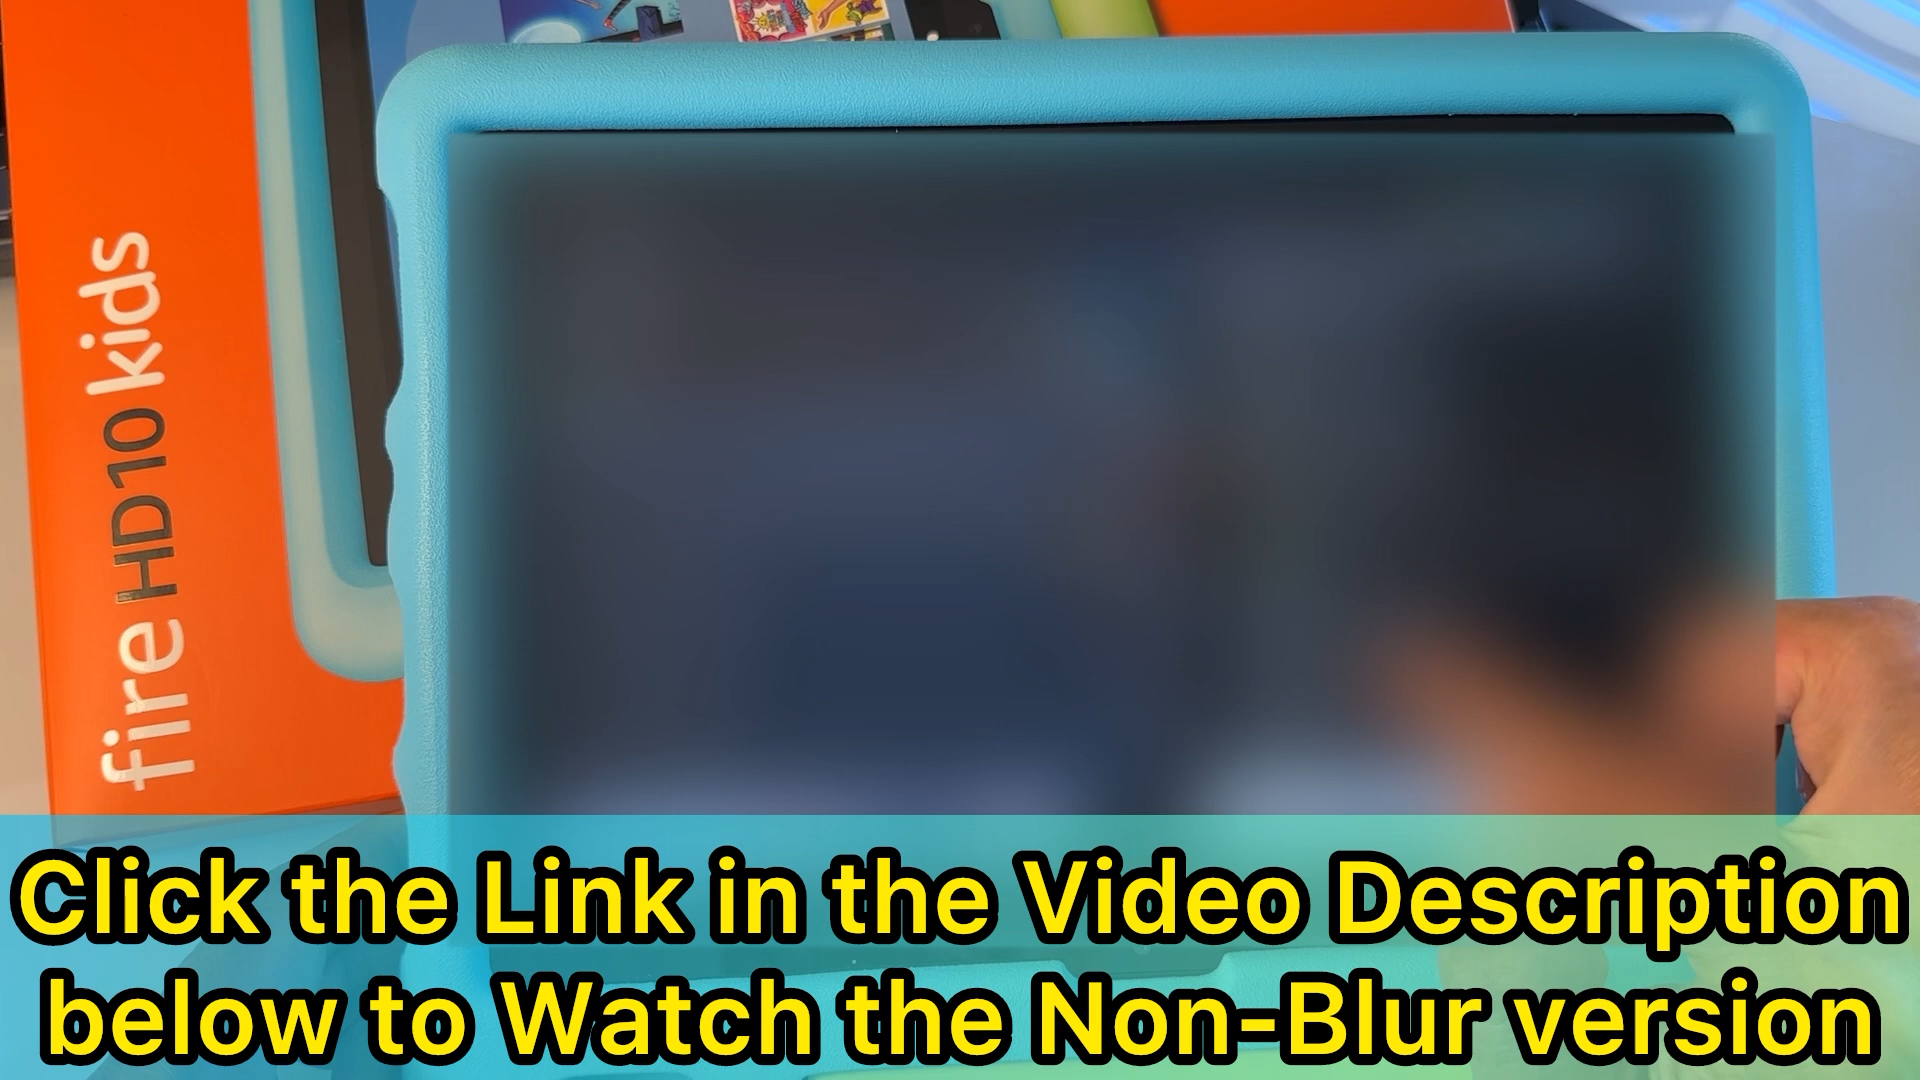 fire HD10 kids
Click the Link in the Video Description
below to Watch the Non-Blur version